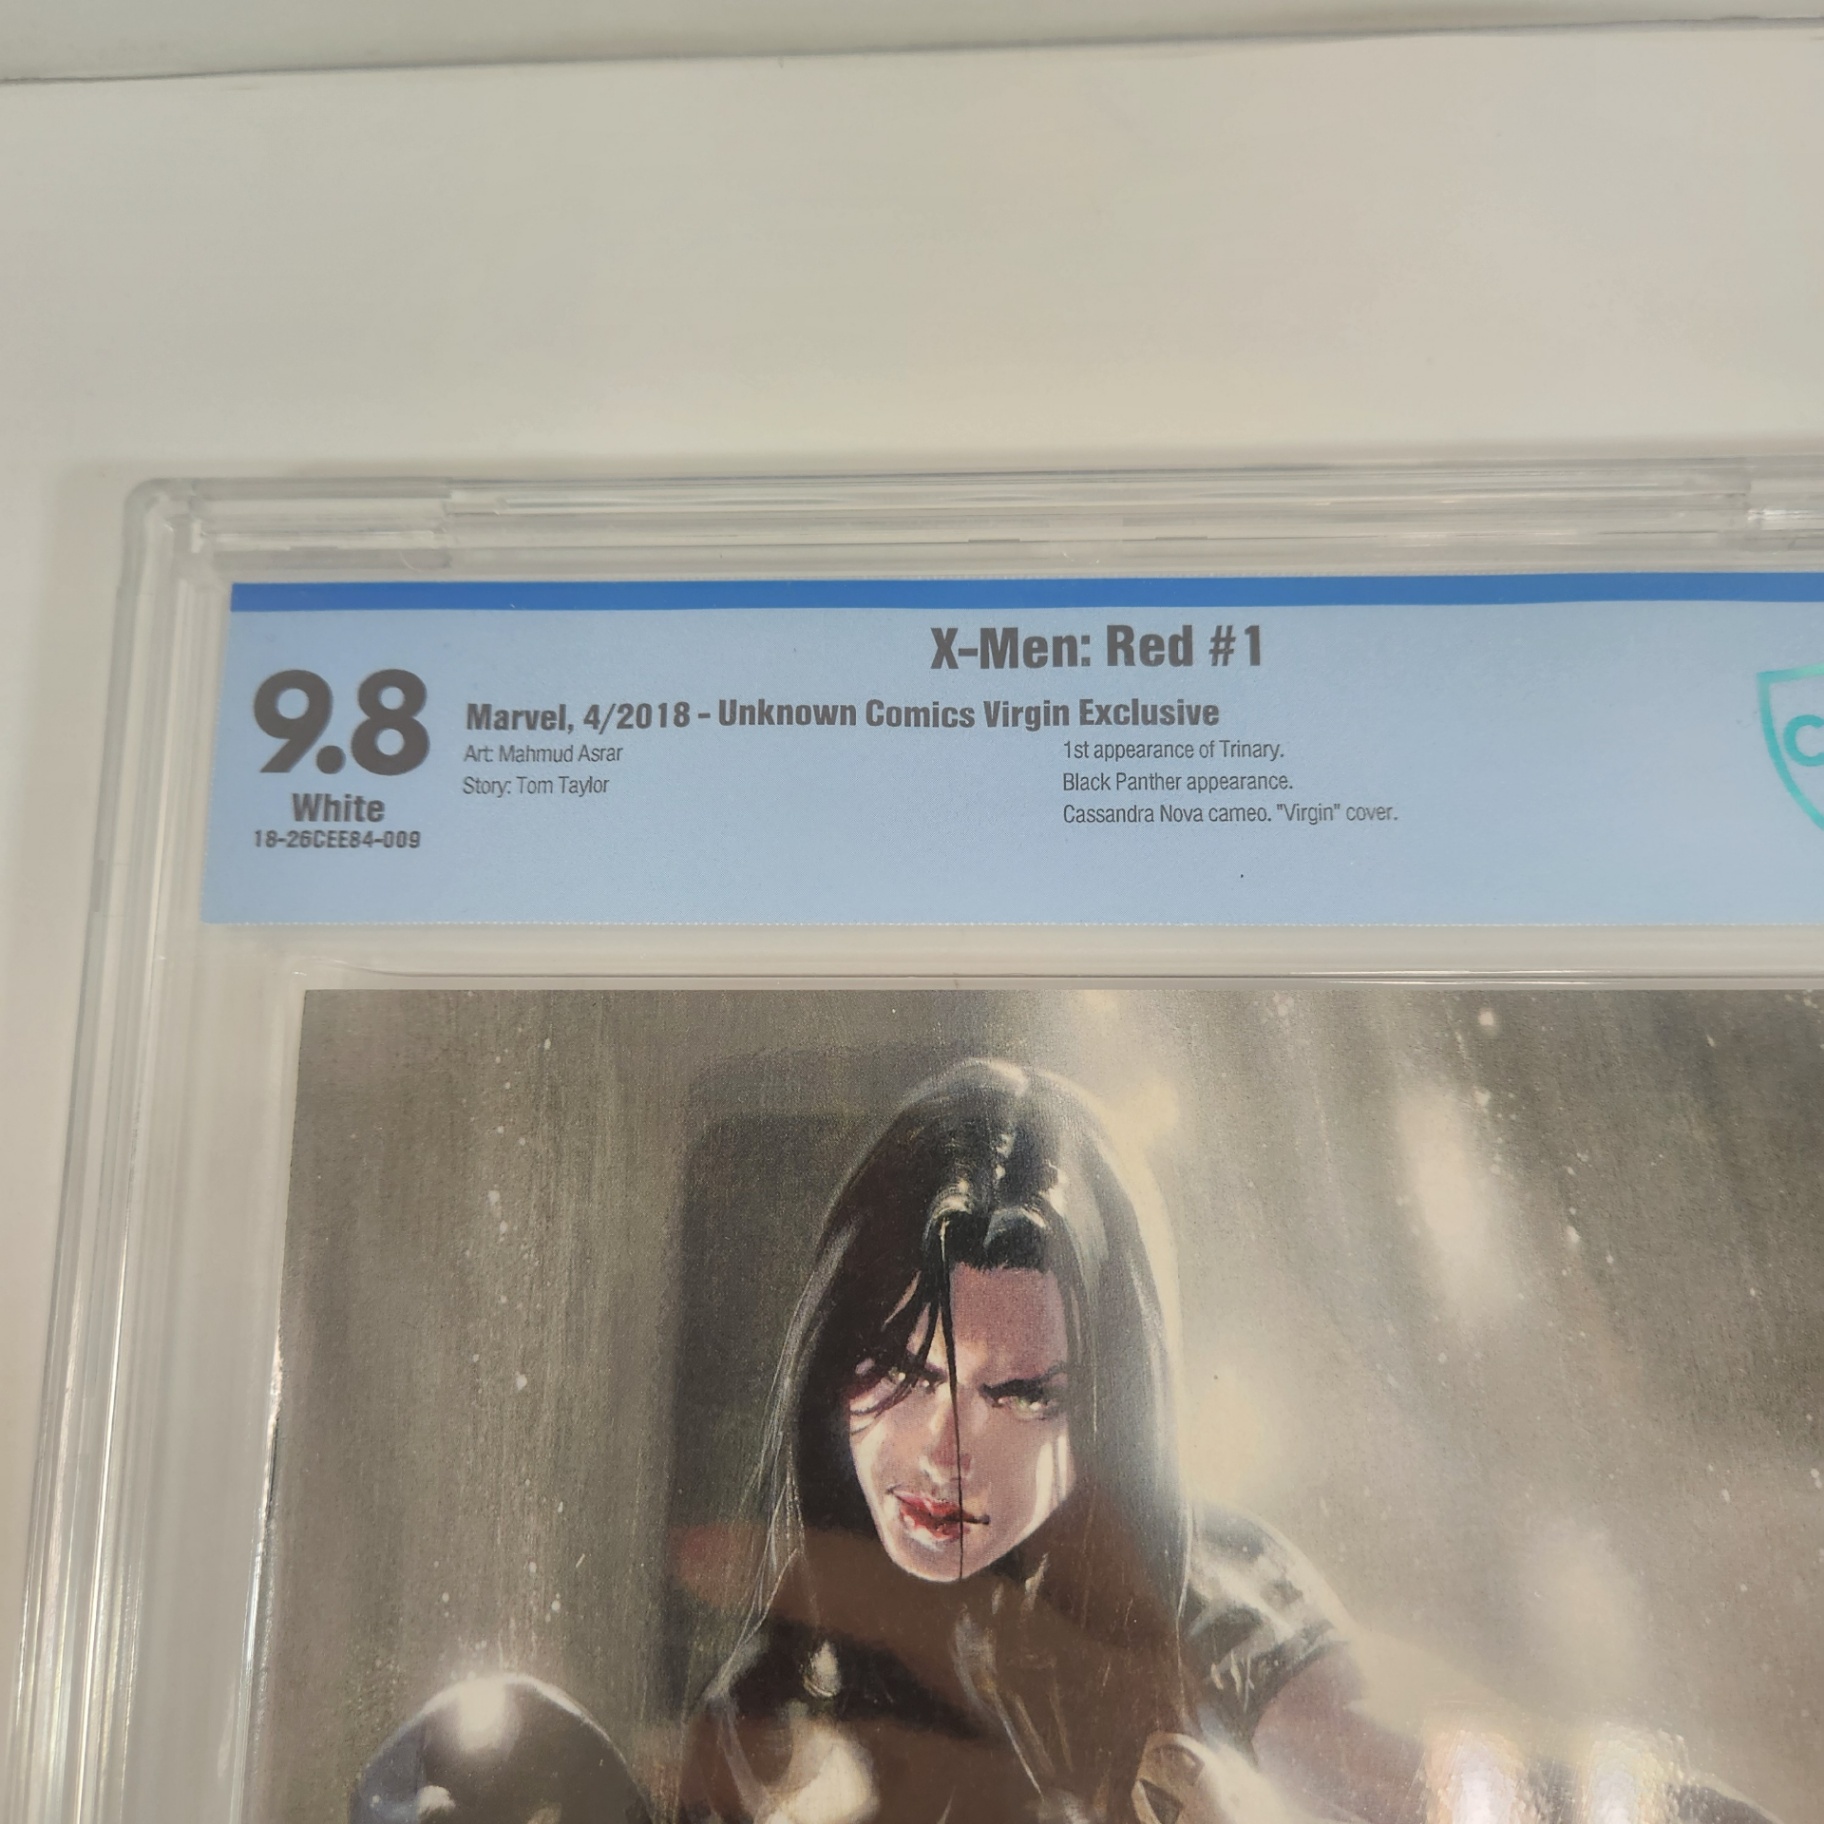 X-Men: Red #1
9.8
White
18-26CEE84-009
Marvel, 4/2018 - Unknown Comics Virgin Exclusive
Art: Mahmud Asrar
Story: Tom Taylor
1st appearance of Trinary.
Black Panther appearance.
Cassandra Nova cameo. "Virgin" cover.
C